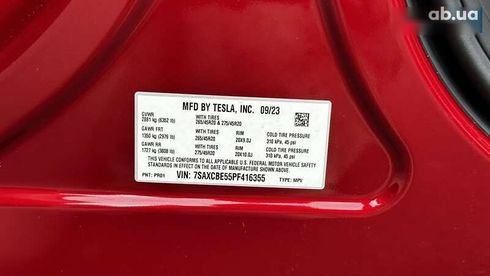 ab.ua
MFD BY TESLA, INC. 09/23
GVWR WITH TIRES
2881 kg (6352 lb) 265/45R20 & 275/45R20
GAWR FRT WITH TIRES RIM COLD TIRE PRESSURE
1350 kg (2976 lb) 265/45R20 20X9.0J 310 kPa, 45 psi
GAWR RR WITH TIRES RIM COLD TIRE PRESSURE
1727 kg (3808 lb) 275/45R20 20X10.0J 310 kPa, 45 psi
THIS VEHICLE CONFORMS TO ALL APPLICABLE U.S. FEDERAL MOTOR VEHICLE SAFETY
STANDARDS IN EFFECT ON THE DATE OF MANUFACTURE SHOWN ABOVE.
PNT: PR01 VIN: 7SAXCBE55PF416355 TYPE: MPV